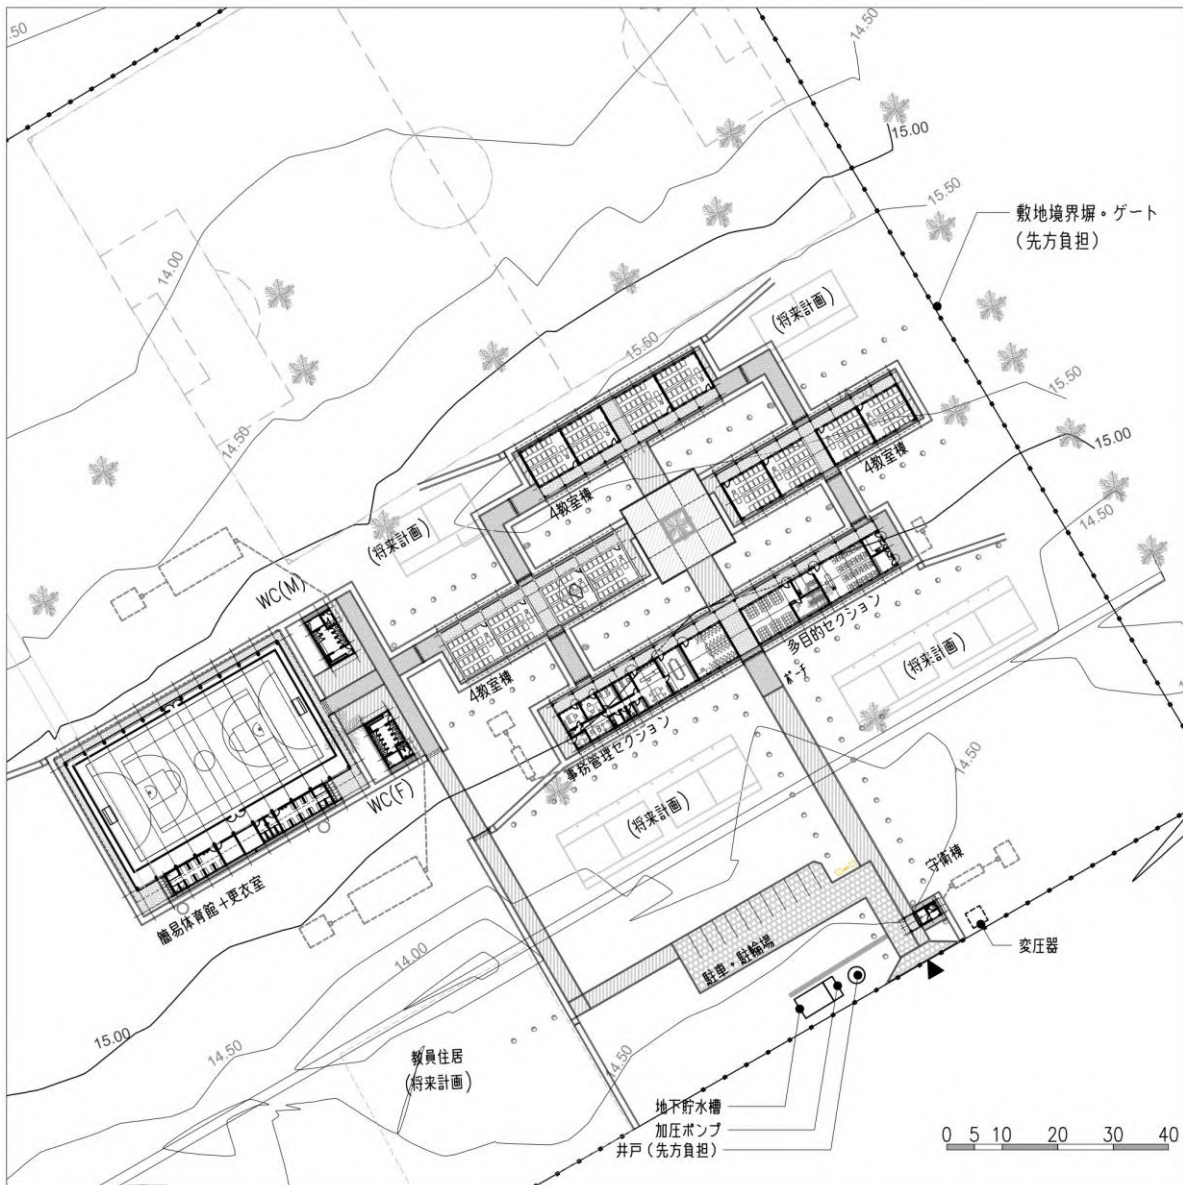 .50
14.50
15.00
15.50
敷地境界塀・ゲート
(先方負担)
14.00
(将来計画)
15.50
15.50
14.50
15.00
4教室棟
4教室棟
14.50
(将来計画)
WC(M)
多目的セクション
(将来計画)
ポーチ
4教室棟
事務管理セクション
WC(F)
14.50
(将来計画)
守衛棟
簡易体育館+更衣室
駐車・駐輪場
変圧器
14.00
15.00
14.50
14.50
教員住居
(将来計画)
地下貯水槽
加圧ポンプ
井戸(先方負担)
0 5 10 20 30 40